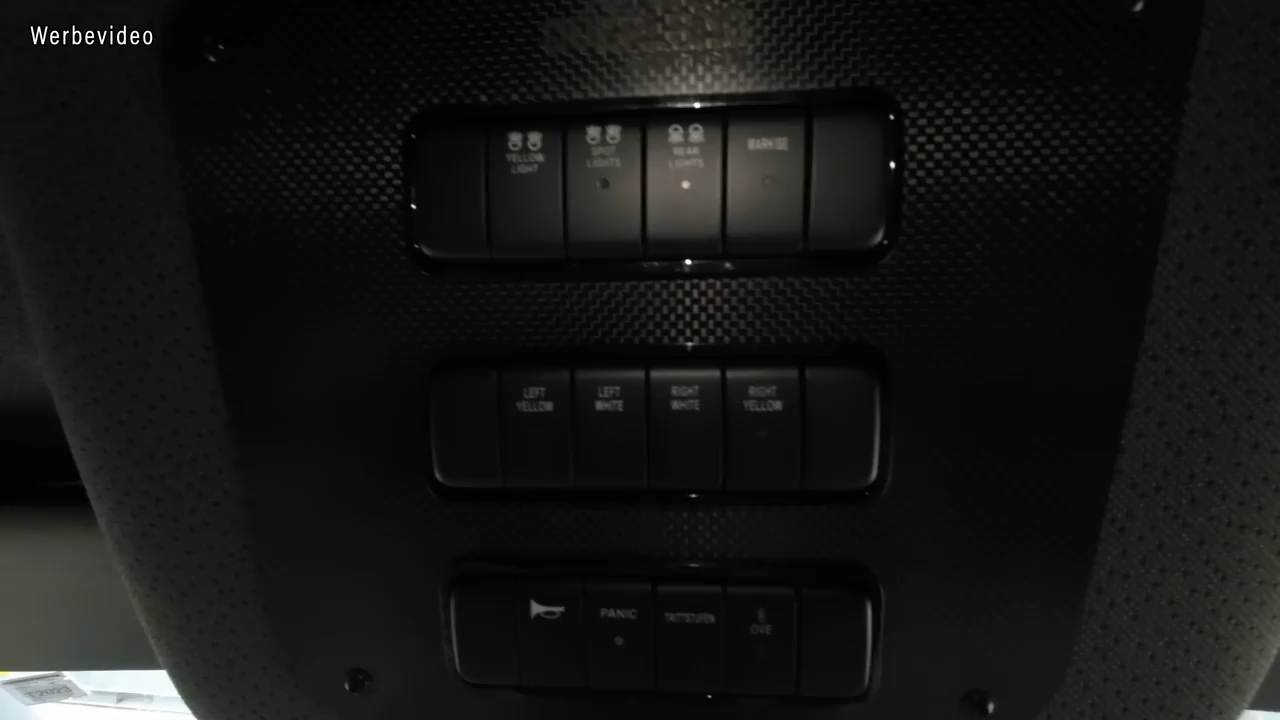 Werbevideo
YELLOW
LIGHT
SPOT
LIGHTS
REAR
LIGHTS
MARKISE
LEFT
YELLOW
LEFT
WHITE
RIGHT
WHITE
RIGHT
YELLOW
PANIC
TRITTSTUFEN
OVE